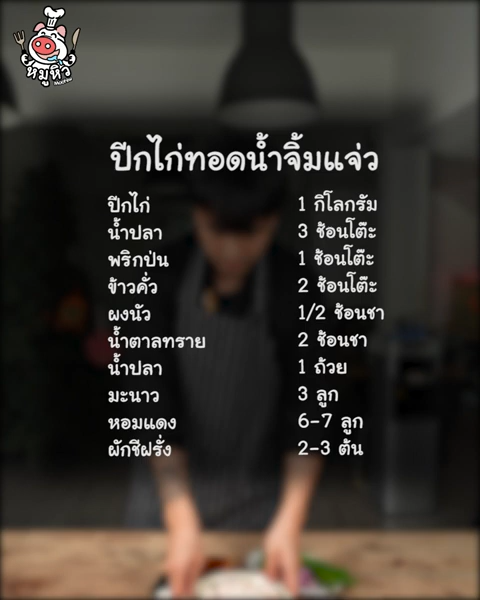 หมูหิว
ปีกไก่ทอดน้ำจิ้มแจ่ว
ปีกไก่ 1 กิโลกรัม
น้ำปลา 3 ช้อนโต๊ะ
พริกป่น 1 ช้อนโต๊ะ
ข้าวคั่ว 2 ช้อนโต๊ะ
ผงนัว 1/2 ช้อนชา
น้ำตาลทราย 2 ช้อนชา
น้ำปลา 1 ถ้วย
มะนาว 3 ลูก
หอมแดง 6-7 ลูก
ผักชีฝรั่ง 2-3 ต้น